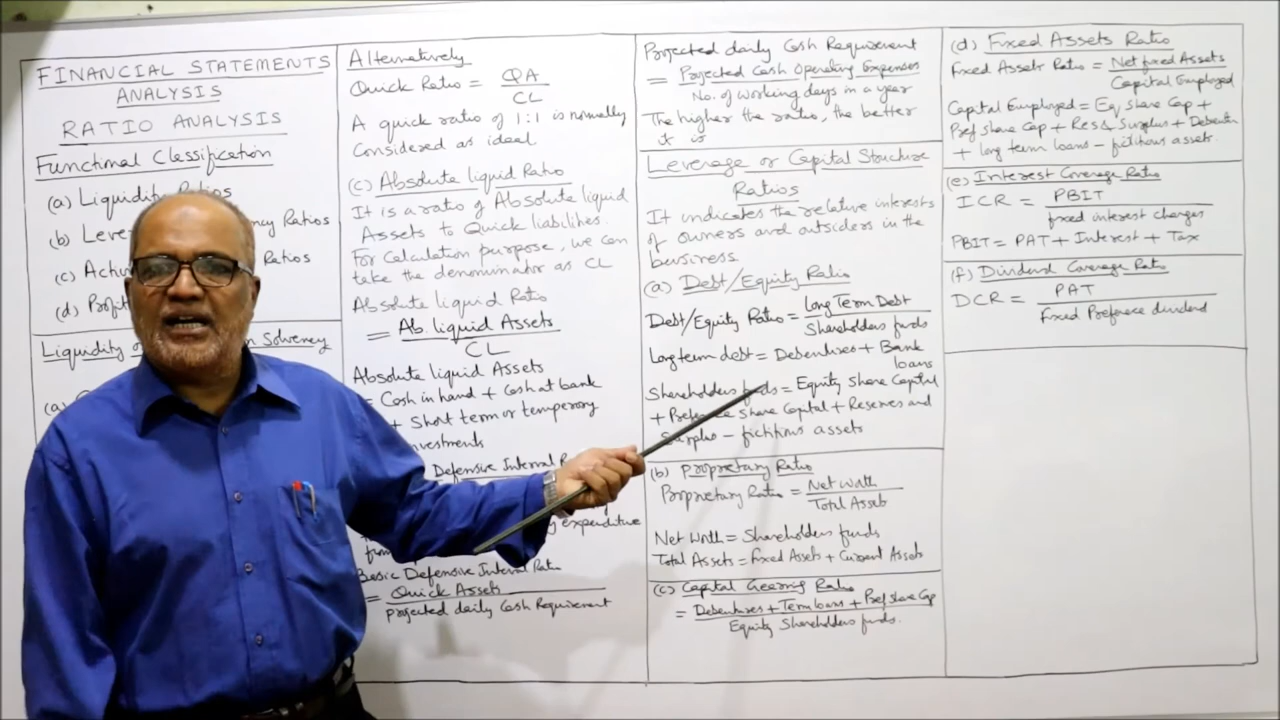 FINANCIAL STATEMENTS
ANALYSIS
RATIO ANALYSIS
Functional Classification
(a) Liquidity Ratios
(b) Leve ncy Ratios
(c) Acti Ratios
(d) Profit
Liquidity or Solvency
(a)
Alternatively
Quick Ratio = QA
CL
A quick ratio of 1:1 is normally
considered as ideal
(c) Absolute liquid Ratio
It is a ratio of Absolute liquid
Assets to Quick liabilities.
For calculation purpose, we can
take the denominator as CL
Absolute liquid Ratio
= Ab. liquid Assets
CL
Absolute liquid Assets
= Cash in hand + Cash at bank
+ Short term or temporary
investments
Defensive Interval
expenditure
from
Basic Defensive Interval Ratio
= Quick Assets
Projected daily Cash Requirement
Projected daily Cash Requirement
= Projected Cash Operating Expenses
No. of working days in a year
The higher the ratio, the better
it is
Leverage or Capital Structure
Ratios
It indicates the relative interests
of owners and outsiders in the
business.
(a) Debt/Equity Ratio
Debt/Equity Ratio = Long Term Debt
Shareholders funds
Long term debt = Debentures + Bank
loans
Shareholders funds = Equity Share Capital
+ Preference Share Capital + Reserves and
Surplus – fictitious assets
(b) Proprietary Ratio
Proprietary Ratio = Net Worth
Total Assets
Net Worth = Shareholders funds
Total Assets = Fixed Assets + Current Assets
(c) Capital Gearing Ratio
= Debentures + Term loans + Pref share Cap
Equity Shareholders funds.
(d) Fixed Assets Ratio
Fixed Assets Ratio = Net fixed Assets
Capital Employed
Capital Employed = Eq share Cap +
Pref share Cap + Res & Surplus + Debentures
+ long term loans – fictitious assets.
(e) Interest Coverage Ratio
ICR = PBIT
fixed interest charges
PBIT = PAT + Interest + Tax
(f) Dividend Coverage Ratio
DCR = PAT
Fixed Preference dividend